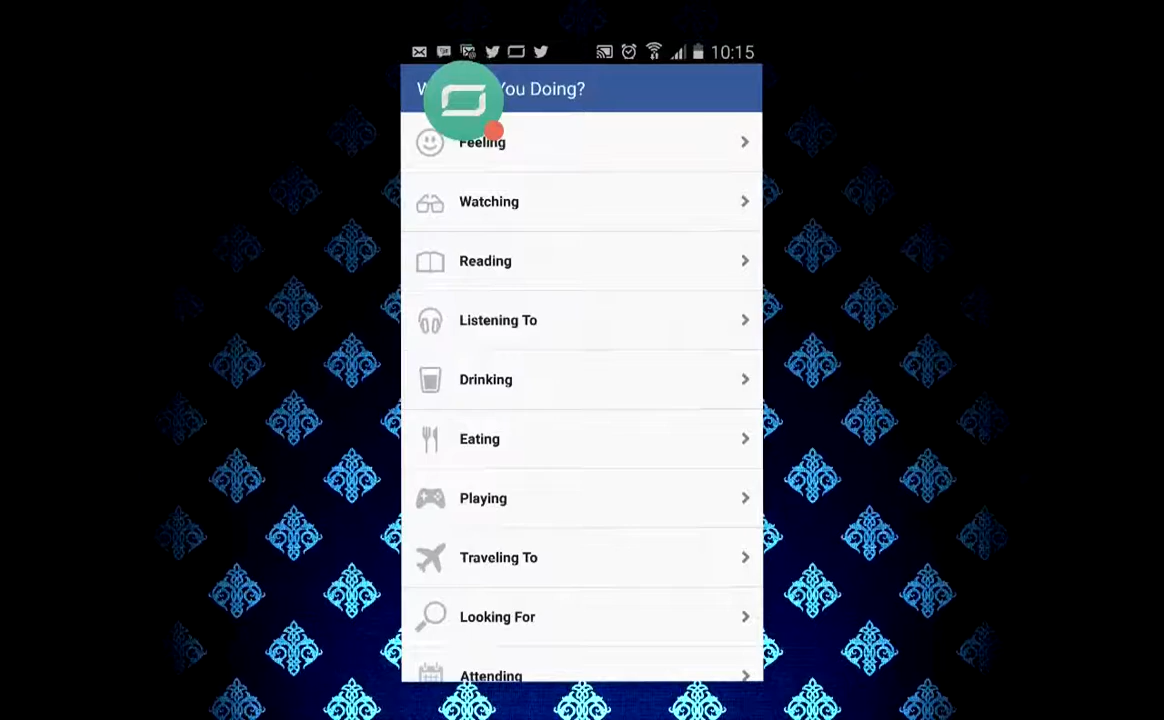 10:15
W You Doing?
Feeling
Watching
Reading
Listening To
Drinking
Eating
Playing
Traveling To
Looking For
Attending